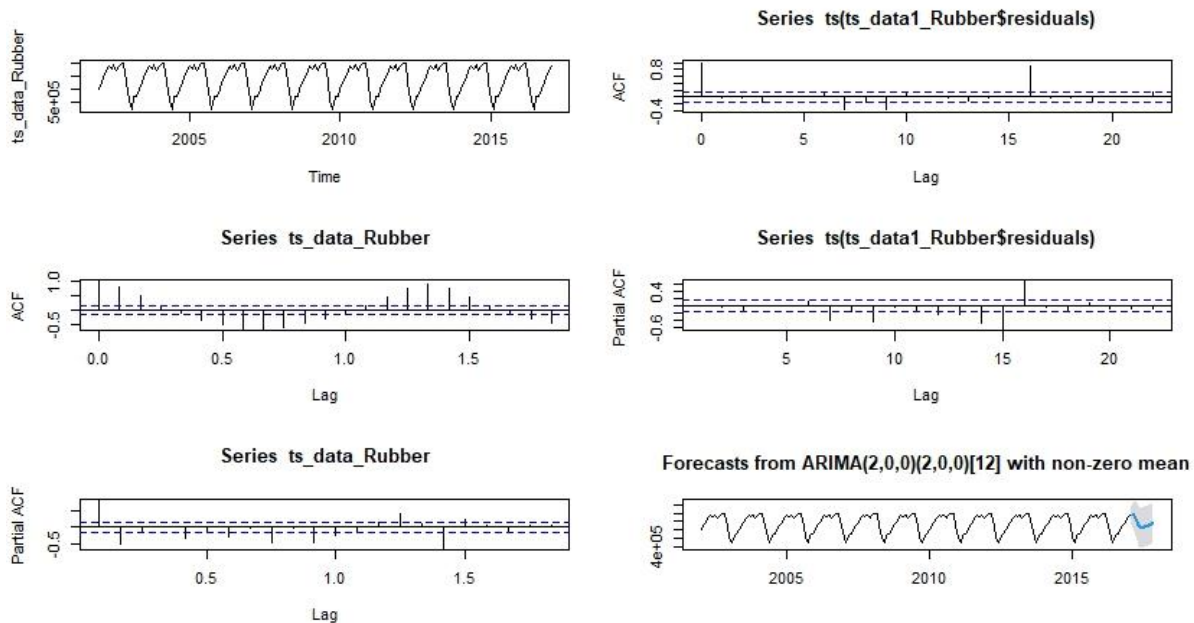 ts_data_Rubber
5e+05
2005
2010
2015
Time
Series ts_data_Rubber
ACF
1.0
-0.5
0.0
0.5
1.0
1.5
Lag
Series ts_data_Rubber
Partial ACF
-0.5
0.5
1.0
1.5
Lag
Series ts(ts_data1_Rubber$residuals)
ACF
0.8
-0.4
0
5
10
15
20
Lag
Series ts(ts_data1_Rubber$residuals)
Partial ACF
0.4
-0.6
5
10
15
20
Lag
Forecasts from ARIMA(2,0,0)(2,0,0)[12] with non-zero mean
4e+05
2005
2010
2015